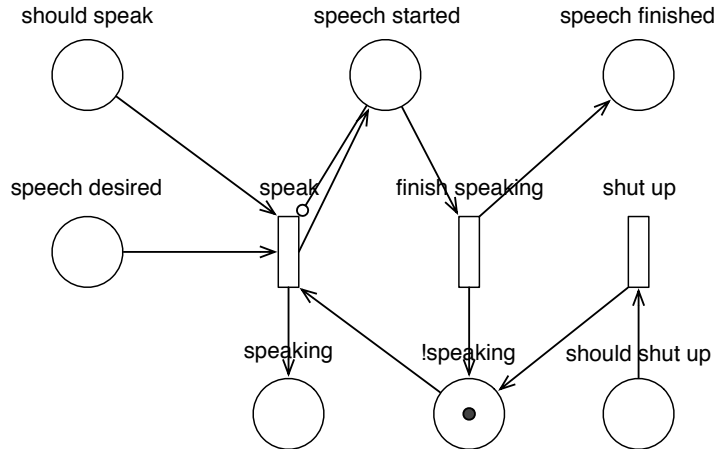 should speak
speech started
speech finished
speech desired
speak
finish speaking
shut up
speaking
!speaking
should shut up